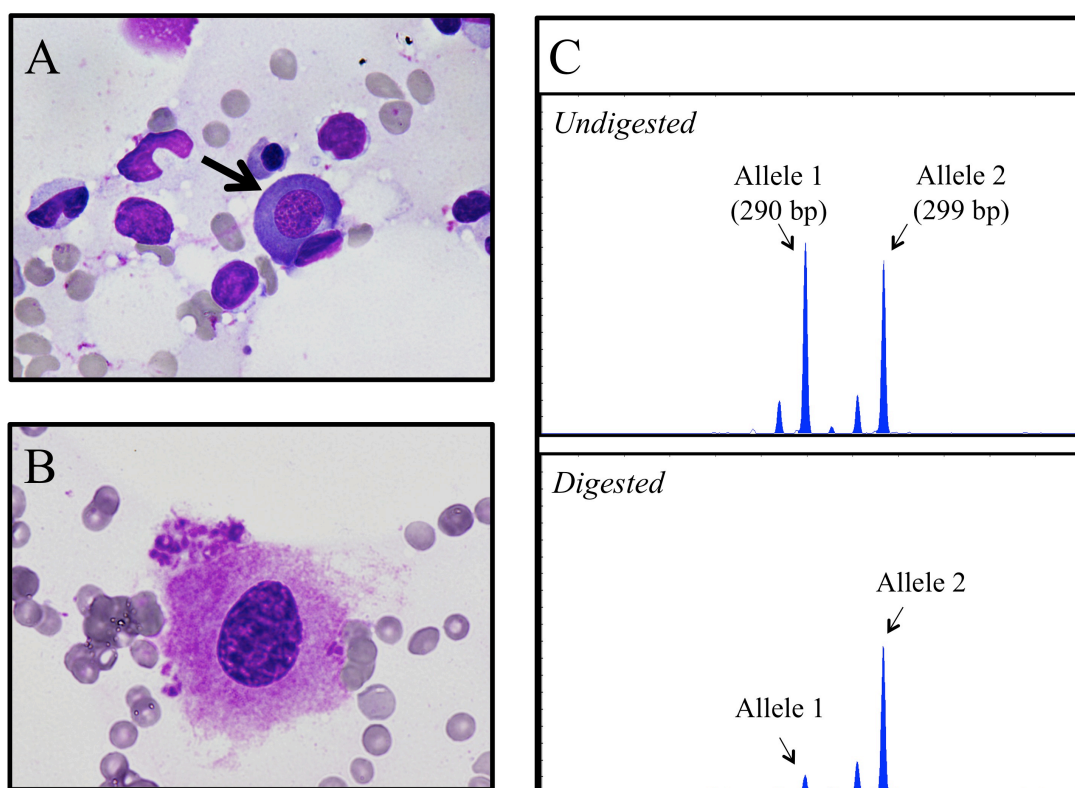 A
B
C
Undigested
Allele 1
(290 bp)
Allele 2
(299 bp)
Digested
Allele 2
Allele 1